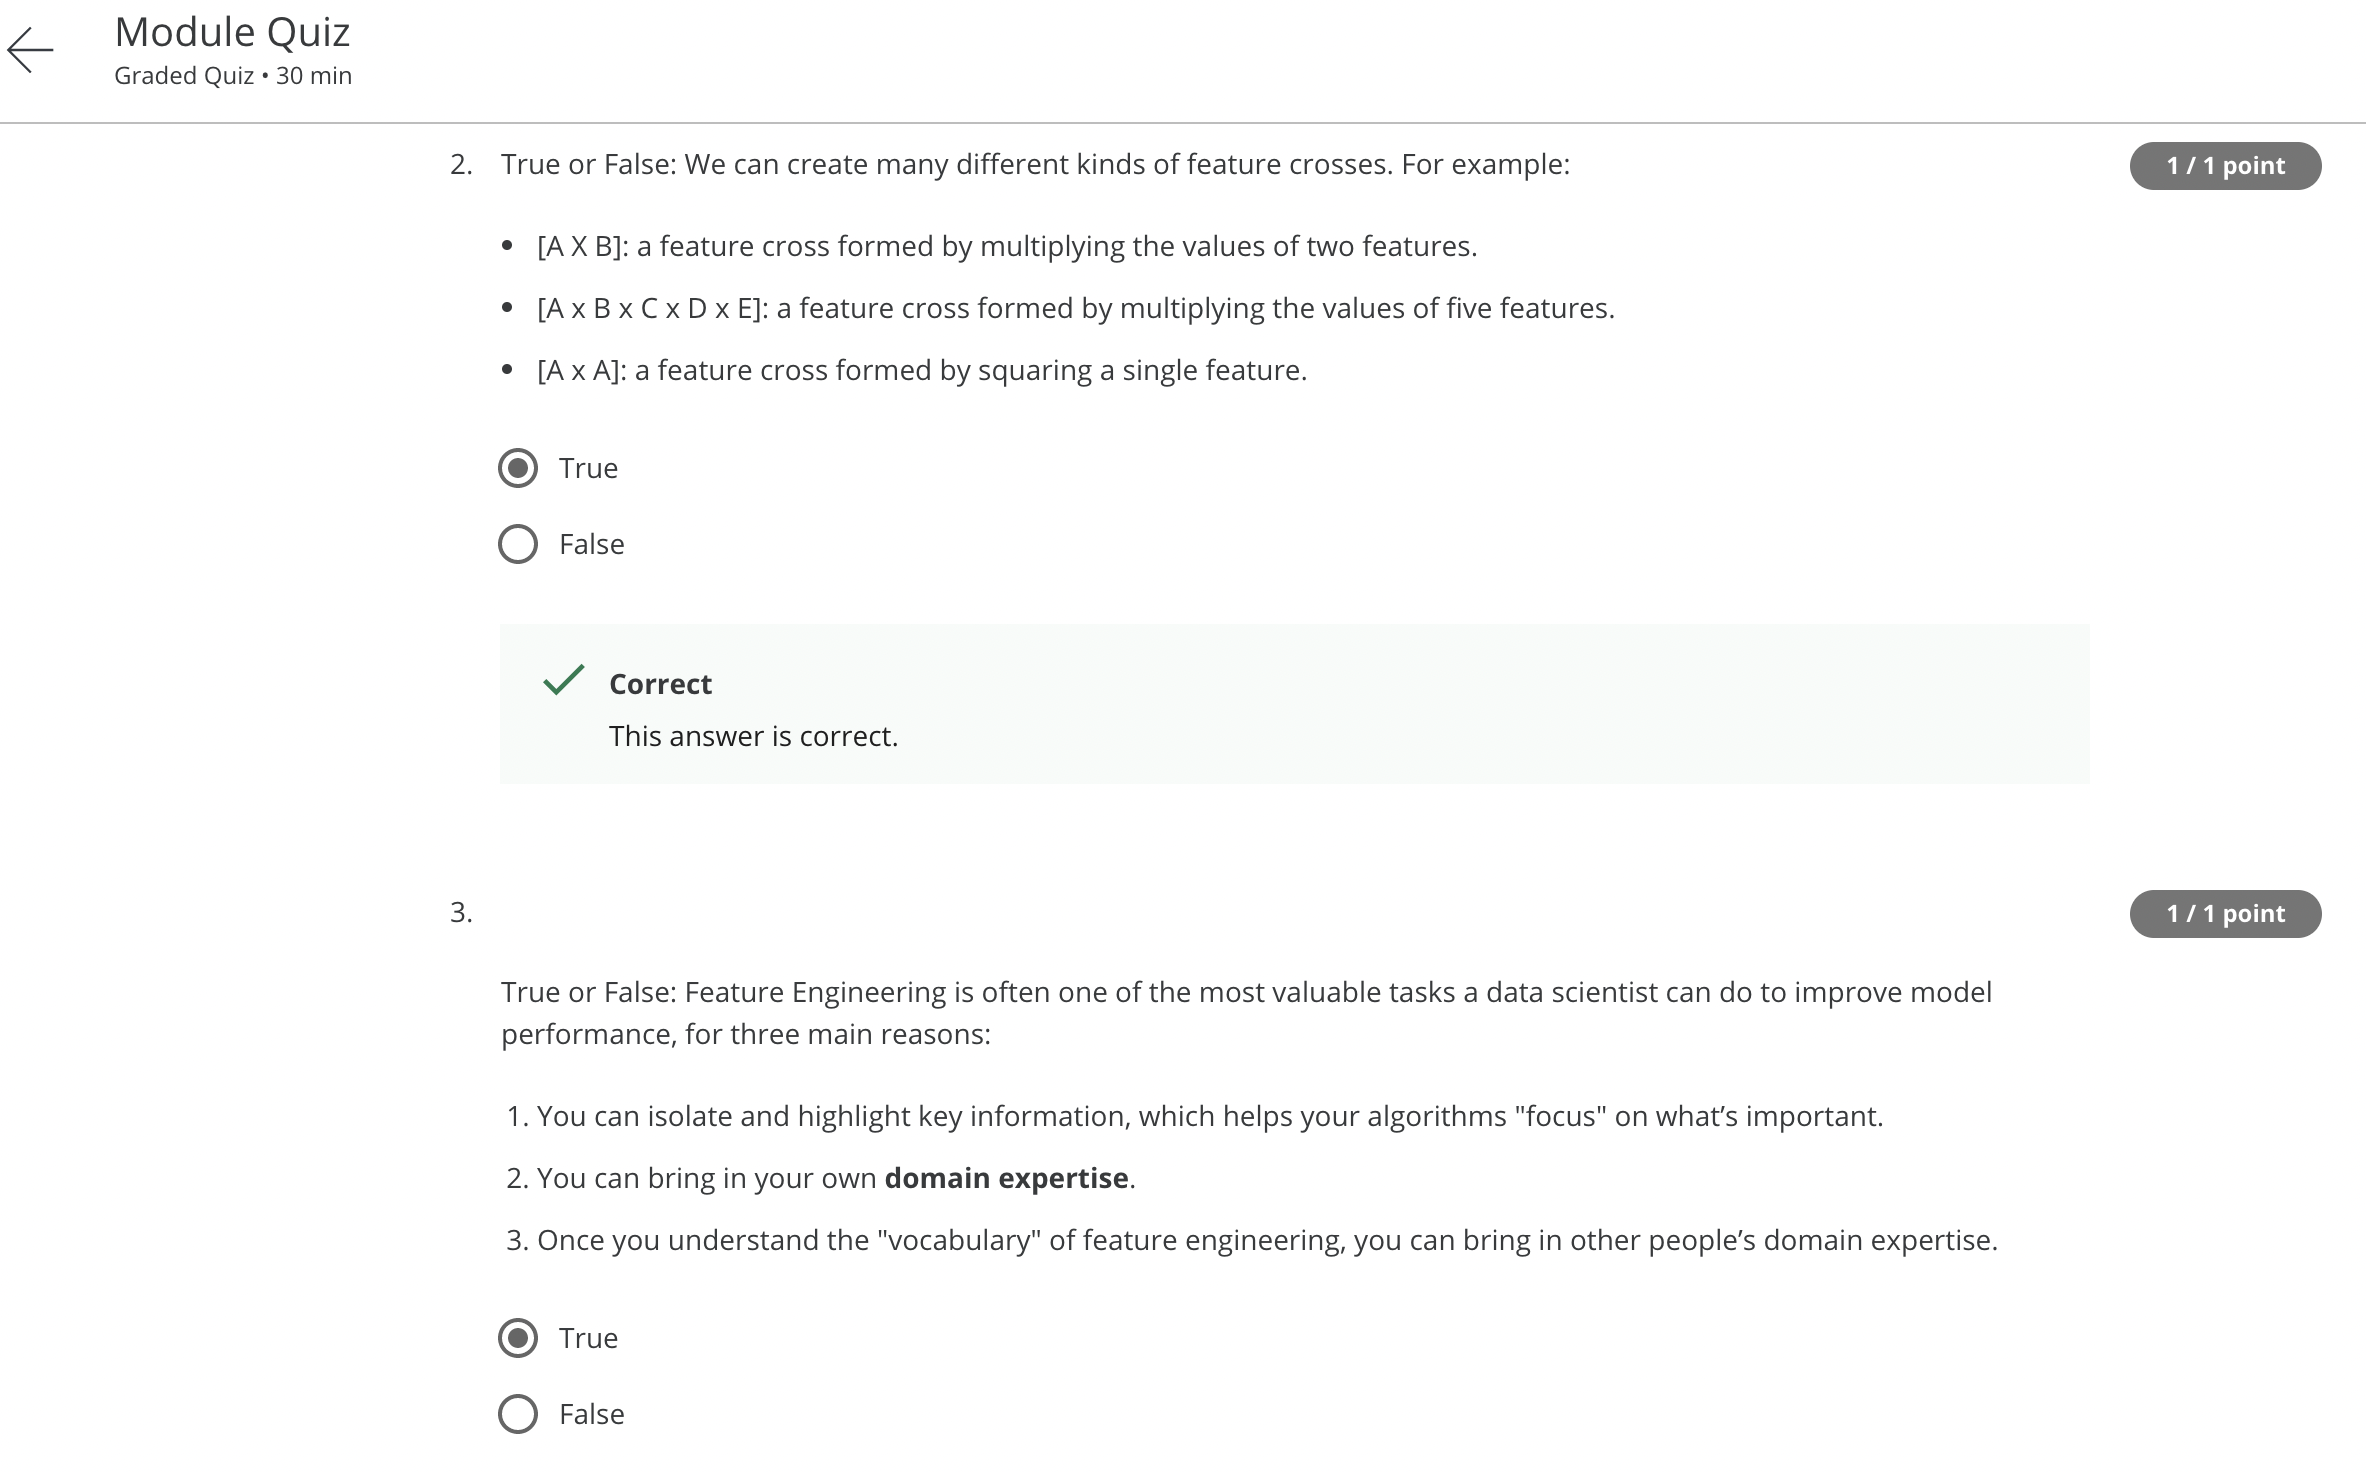 Module Quiz
Graded Quiz • 30 min
2. True or False: We can create many different kinds of feature crosses. For example:
1 / 1 point
• [A X B]: a feature cross formed by multiplying the values of two features.
• [A x B x C x D x E]: a feature cross formed by multiplying the values of five features.
• [A x A]: a feature cross formed by squaring a single feature.
True
False
Correct
This answer is correct.
3.
1 / 1 point
True or False: Feature Engineering is often one of the most valuable tasks a data scientist can do to improve model
performance, for three main reasons:
1. You can isolate and highlight key information, which helps your algorithms "focus" on what’s important.
2. You can bring in your own domain expertise.
3. Once you understand the "vocabulary" of feature engineering, you can bring in other people’s domain expertise.
True
False